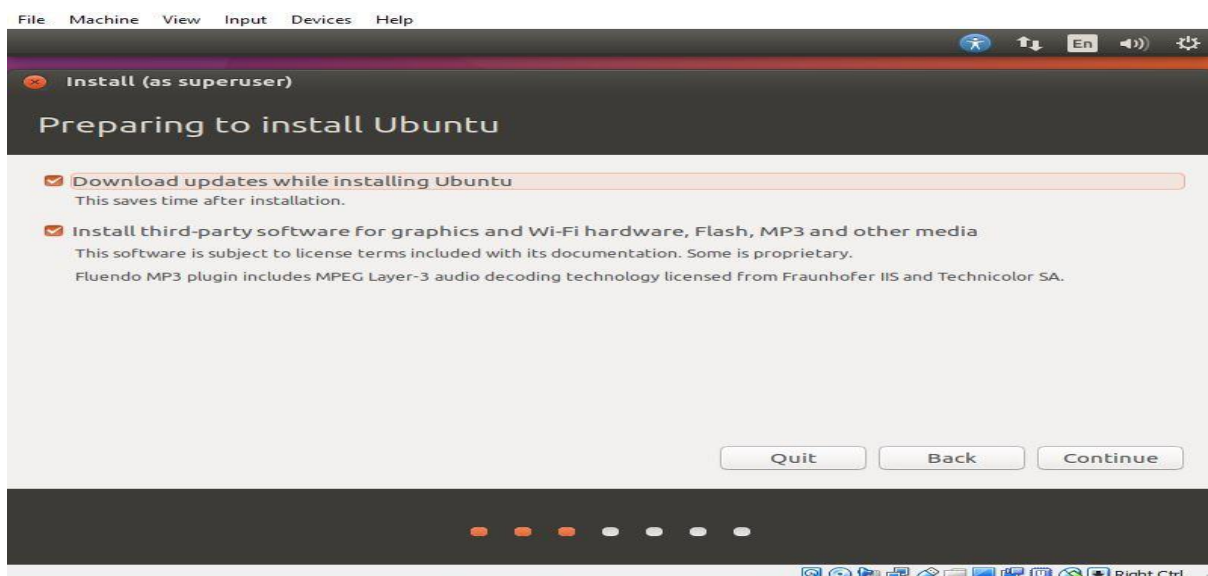 File Machine View Input Devices Help
En
Install (as superuser)
Preparing to install Ubuntu
Download updates while installing Ubuntu
This saves time after installation.
Install third-party software for graphics and Wi-Fi hardware, Flash, MP3 and other media
This software is subject to license terms included with its documentation. Some is proprietary.
Fluendo MP3 plugin includes MPEG Layer-3 audio decoding technology licensed from Fraunhofer IIS and Technicolor SA.
Quit Back Continue
Right Ctrl